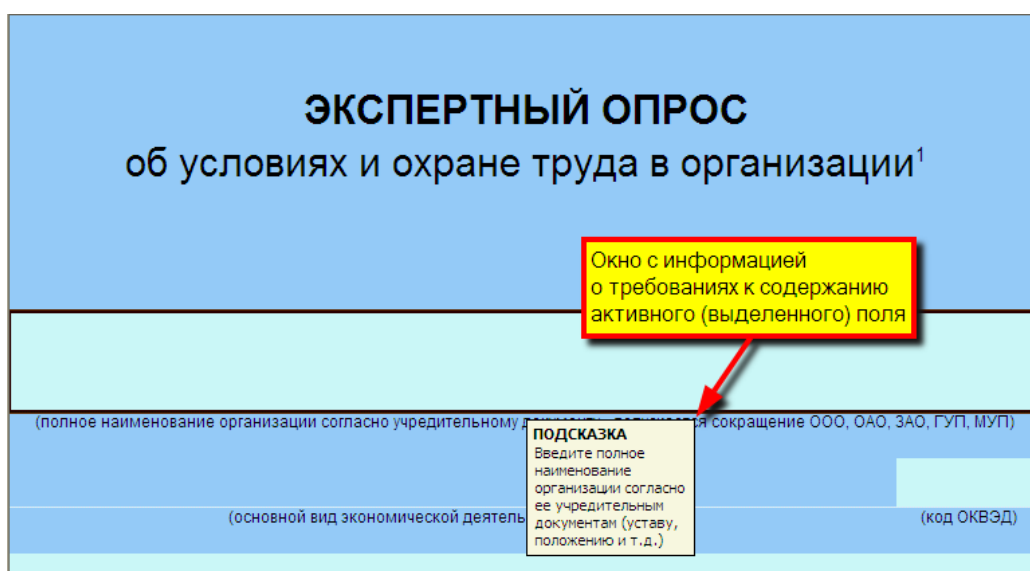 ЭКСПЕРТНЫЙ ОПРОС
об условиях и охране труда в организации¹
Окно с информацией
о требованиях к содержанию
активного (выделенного) поля
(полное наименование организации согласно учредительному сокращение ООО, ОАО, ЗАО, ГУП, МУП)
ПОДСКАЗКА
Введите полное
наименование
организации согласно
ее учредительным
документам (уставу,
положению и т.д.)
(основной вид экономической деятель
(код ОКВЭД)